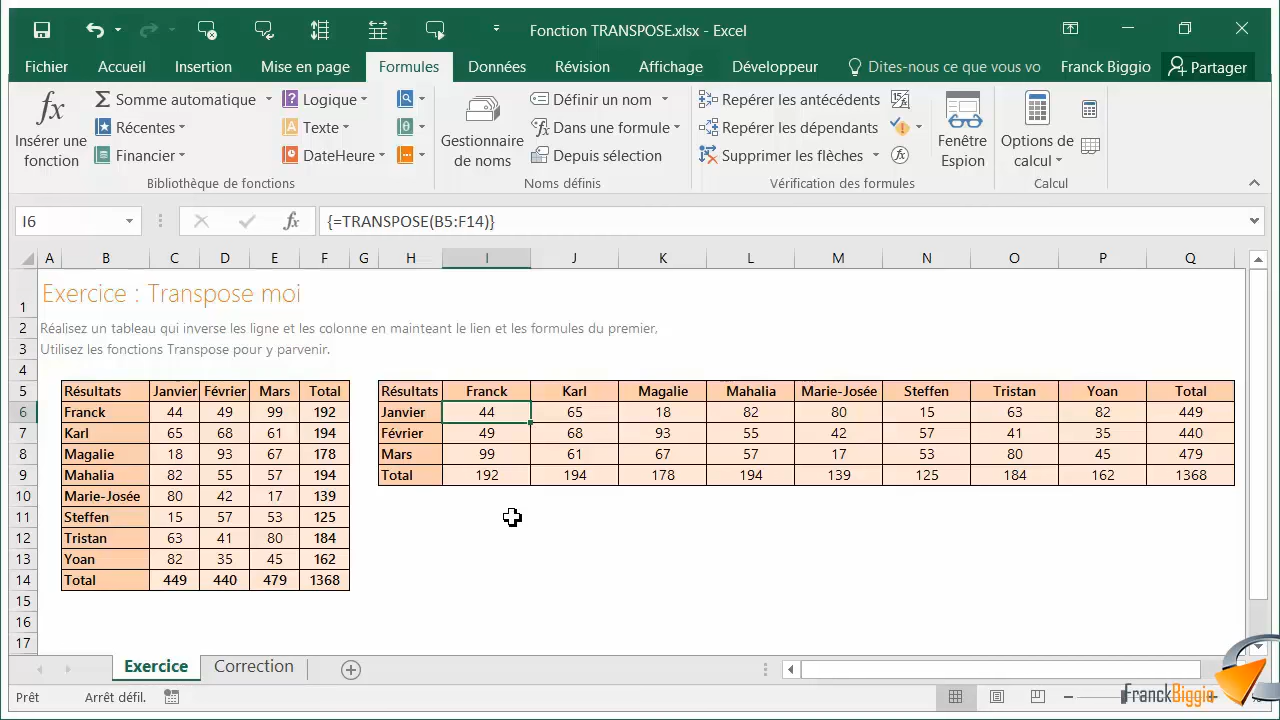 Fonction TRANSPOSE.xlsx - Excel
Fichier Accueil Insertion Mise en page Formules Données Révision Affichage Développeur Dites-nous ce que vous vo Franck Biggio Partager
fx Insérer une fonction
Somme automatique
Récentes
Financier
Logique
Texte
DateHeure
Bibliothèque de fonctions
Gestionnaire de noms
Définir un nom
Dans une formule
Depuis sélection
Noms définis
Repérer les antécédents
Repérer les dépendants
Supprimer les flèches
Vérification des formules
Fenêtre Espion
Options de calcul
Calcul
I6 fx {=TRANSPOSE(B5:F14)}
A B C D E F G H I J K L M N O P Q
1 Exercice : Transpose moi
2 Réalisez un tableau qui inverse les ligne et les colonne en mainteant le lien et les formules du premier,
3 Utilisez les fonctions Transpose pour y parvenir.
4
5 Résultats Janvier Février Mars Total Résultats Franck Karl Magalie Mahalia Marie-Josée Steffen Tristan Yoan Total
6 Franck 44 49 99 192 Janvier 44 65 18 82 80 15 63 82 449
7 Karl 65 68 61 194 Février 49 68 93 55 42 57 41 35 440
8 Magalie 18 93 67 178 Mars 99 61 67 57 17 53 80 45 479
9 Mahalia 82 55 57 194 Total 192 194 178 194 139 125 184 162 1368
10 Marie-Josée 80 42 17 139
11 Steffen 15 57 53 125
12 Tristan 63 41 80 184
13 Yoan 82 35 45 162
14 Total 449 440 479 1368
15
16
17
Exercice Correction
Prêt Arrêt défil.
FranckBiggio